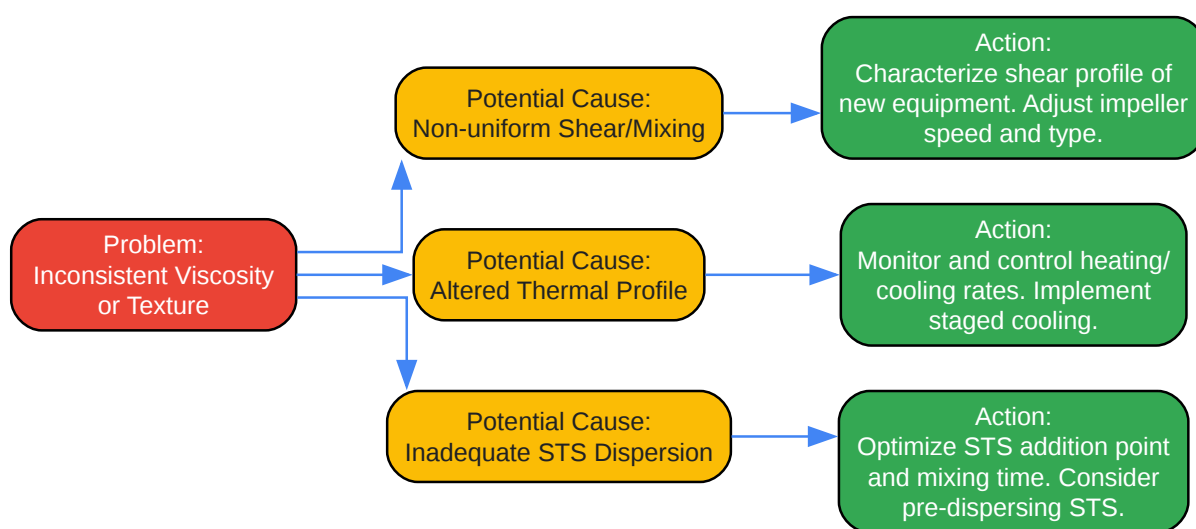 Problem:
Inconsistent Viscosity
or Texture
Potential Cause:
Non-uniform Shear/Mixing
Action:
Characterize shear profile of
new equipment. Adjust impeller
speed and type.
Potential Cause:
Altered Thermal Profile
Action:
Monitor and control heating/
cooling rates. Implement
staged cooling.
Potential Cause:
Inadequate STS Dispersion
Action:
Optimize STS addition point
and mixing time. Consider
pre-dispersing STS.